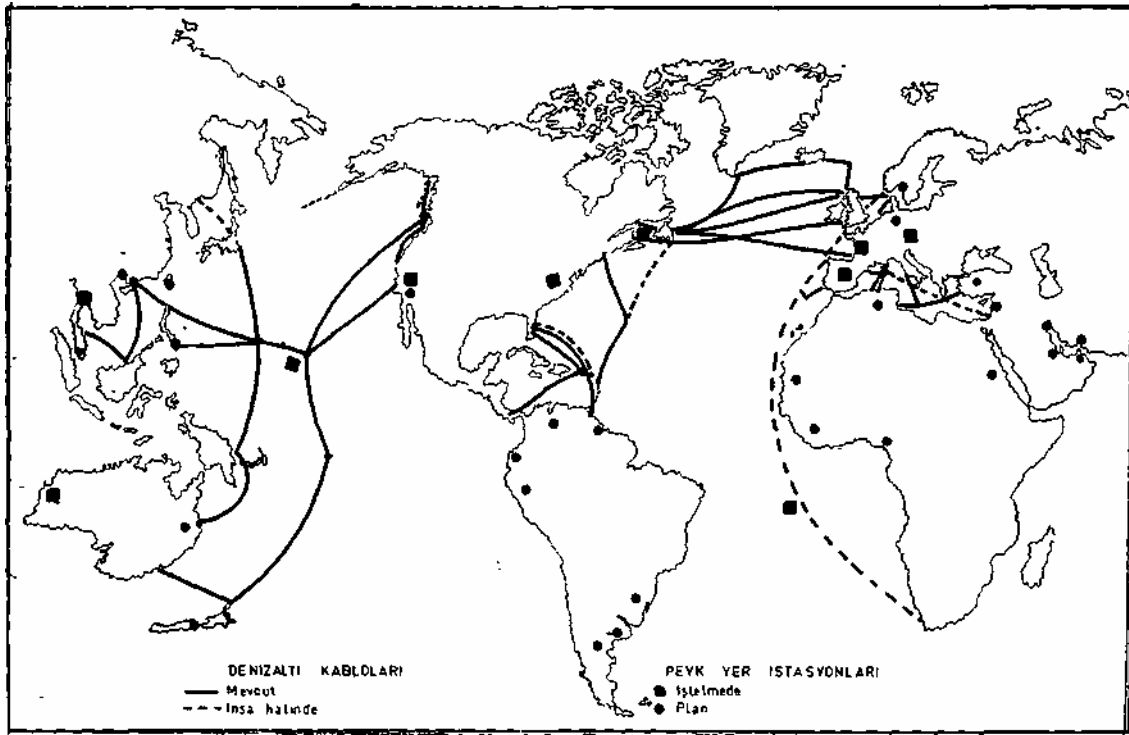 DENİZALTI KABLOLARI
Mevcut
İnşa halinde
PEYK YER İSTASYONLARI
İşletmede
Plan